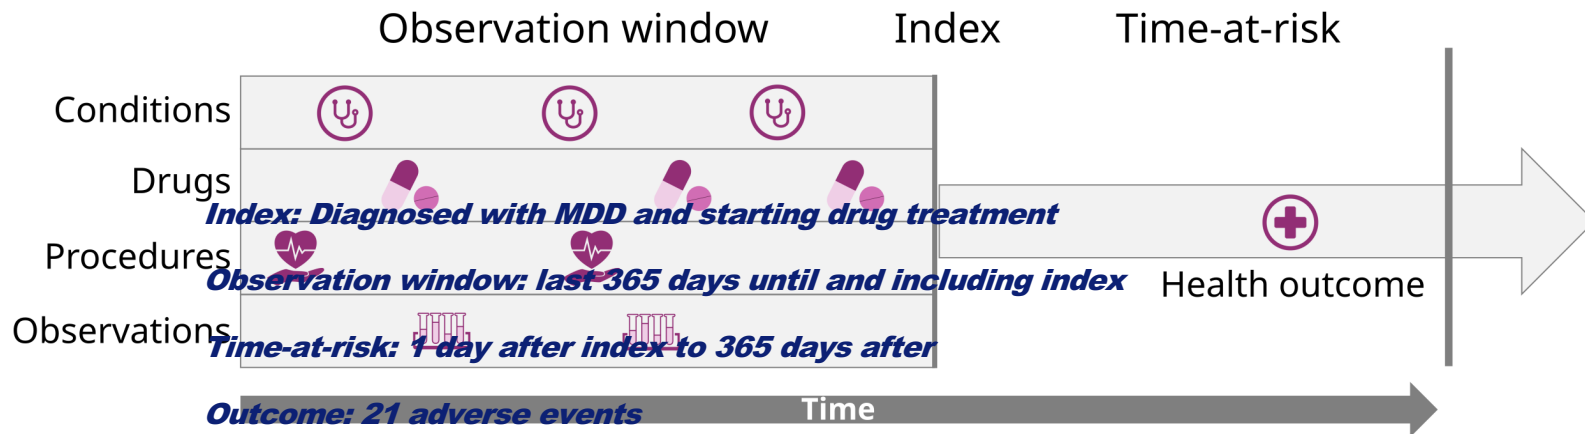 Observation window
Index
Time-at-risk
Conditions
Drugs
Index: Diagnosed with MDD and starting drug treatment
Procedures
Observation window: last 365 days until and including index
Health outcome
Observations
Time-at-risk: 1 day after index to 365 days after
Outcome: 21 adverse events
Time